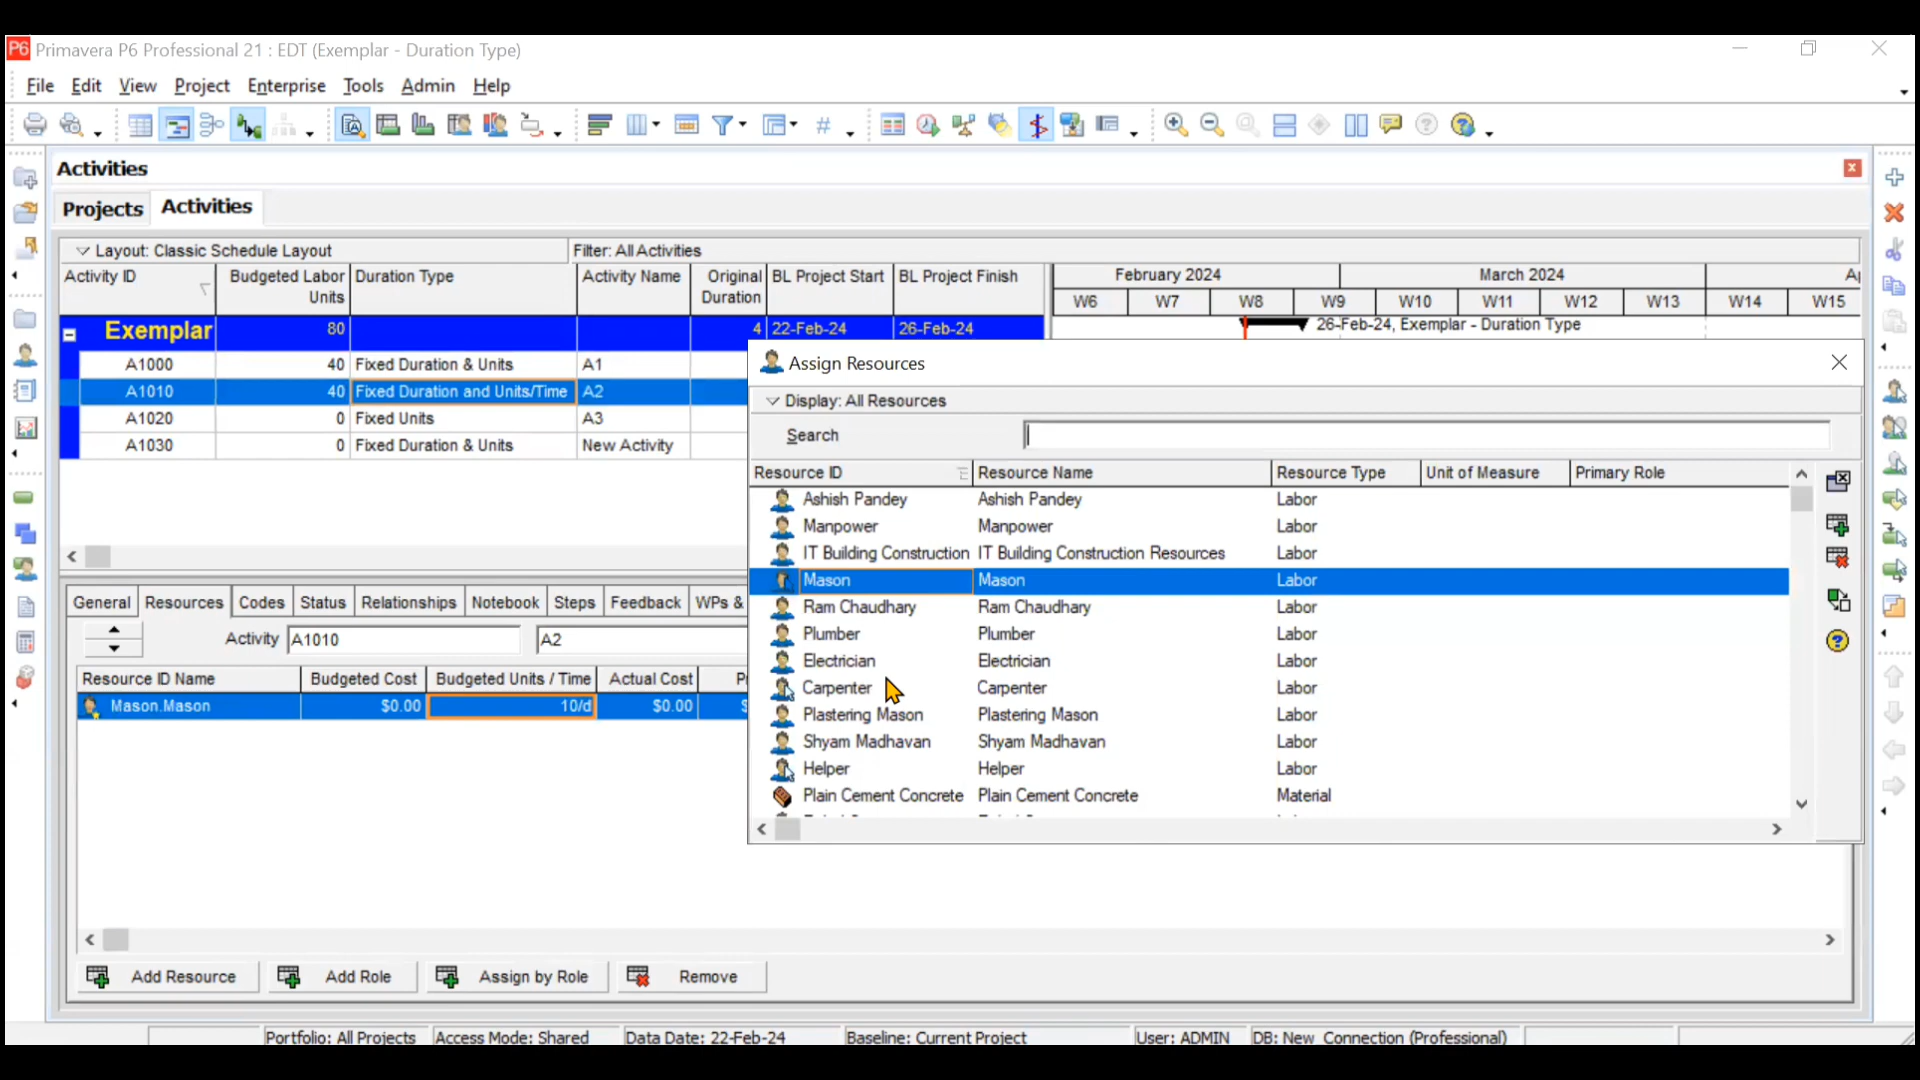 P6 Primavera P6 Professional 21 : EDT (Exemplar - Duration Type)
File Edit View Project Enterprise Tools Admin Help
Activities
Projects Activities
Layout: Classic Schedule Layout Filter: All Activities
Activity ID Budgeted Labor Units Duration Type Activity Name Original Duration BL Project Start BL Project Finish February 2024 March 2024
W6 W7 W8 W9 W10 W11 W12 W13 W14 W15
Exemplar 80 4 22-Feb-24 26-Feb-24 26-Feb-24, Exemplar - Duration Type
A1000 40 Fixed Duration & Units A1
A1010 40 Fixed Duration and Units/Time A2
A1020 0 Fixed Units A3
A1030 0 Fixed Duration & Units New Activity
Assign Resources
Display: All Resources
Search
Resource ID Resource Name Resource Type Unit of Measure Primary Role
Ashish Pandey Ashish Pandey Labor
Manpower Manpower Labor
IT Building Construction IT Building Construction Resources Labor
Mason Mason Labor
Ram Chaudhary Ram Chaudhary Labor
Plumber Plumber Labor
Electrician Electrician Labor
Carpenter Carpenter Labor
Plastering Mason Plastering Mason Labor
Shyam Madhavan Shyam Madhavan Labor
Helper Helper Labor
Plain Cement Concrete Plain Cement Concrete Material
General Resources Codes Status Relationships Notebook Steps Feedback WPs &
Activity A1010 A2
Resource ID Name Budgeted Cost Budgeted Units / Time Actual Cost
Mason.Mason $0.00 10/d $0.00
Add Resource Add Role Assign by Role Remove
Portfolio: All Projects Access Mode: Shared Data Date: 22-Feb-24 Baseline: Current Project User: ADMIN DB: New_Connection (Professional)